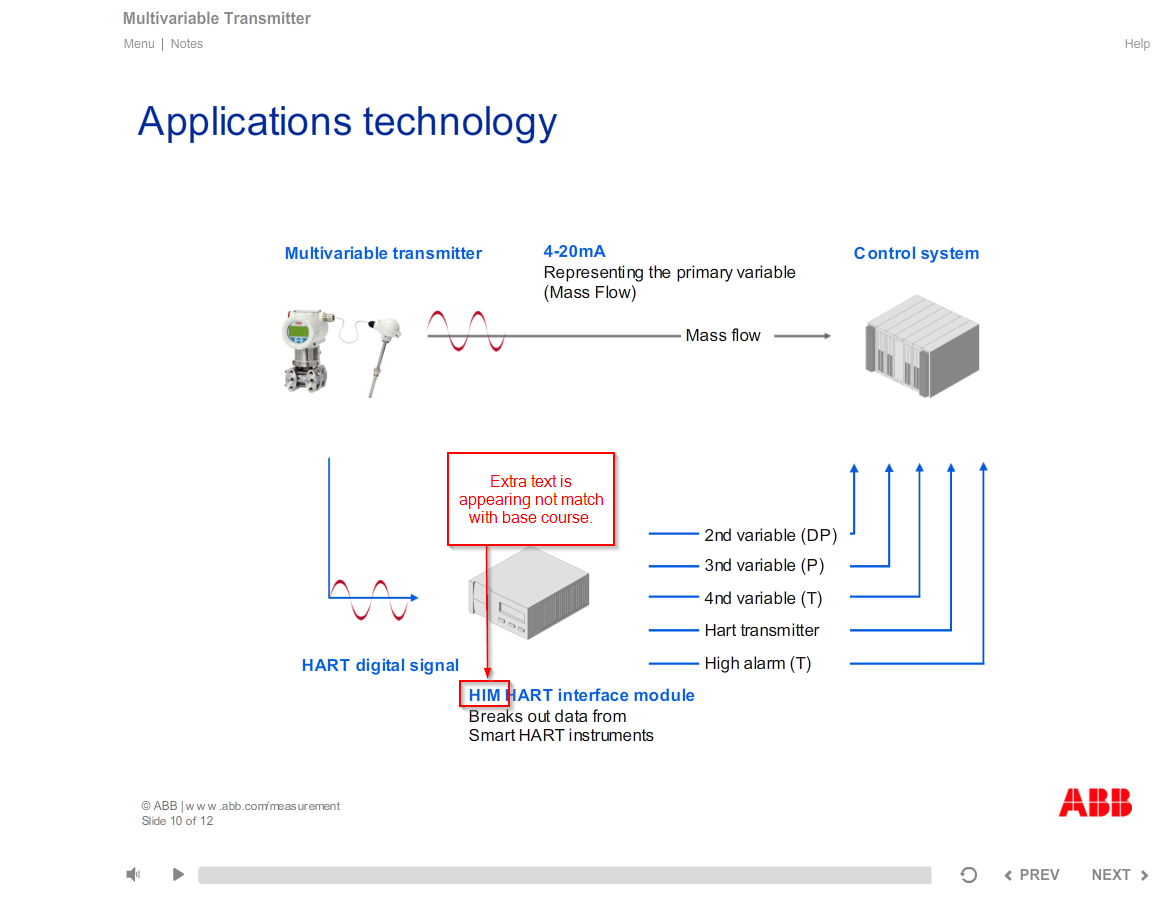 Multivariable Transmitter
Menu | Notes
Help
Applications technology
Multivariable transmitter
4-20mA
Representing the primary variable
(Mass Flow)
Control system
Mass flow
Extra text is
appearing not match
with base course.
2nd variable (DP)
3nd variable (P)
4nd variable (T)
Hart transmitter
High alarm (T)
HART digital signal
HIM HART interface module
Breaks out data from
Smart HART instruments
© ABB | www.abb.com/measurement
Slide 10 of 12
ABB
PREV
NEXT